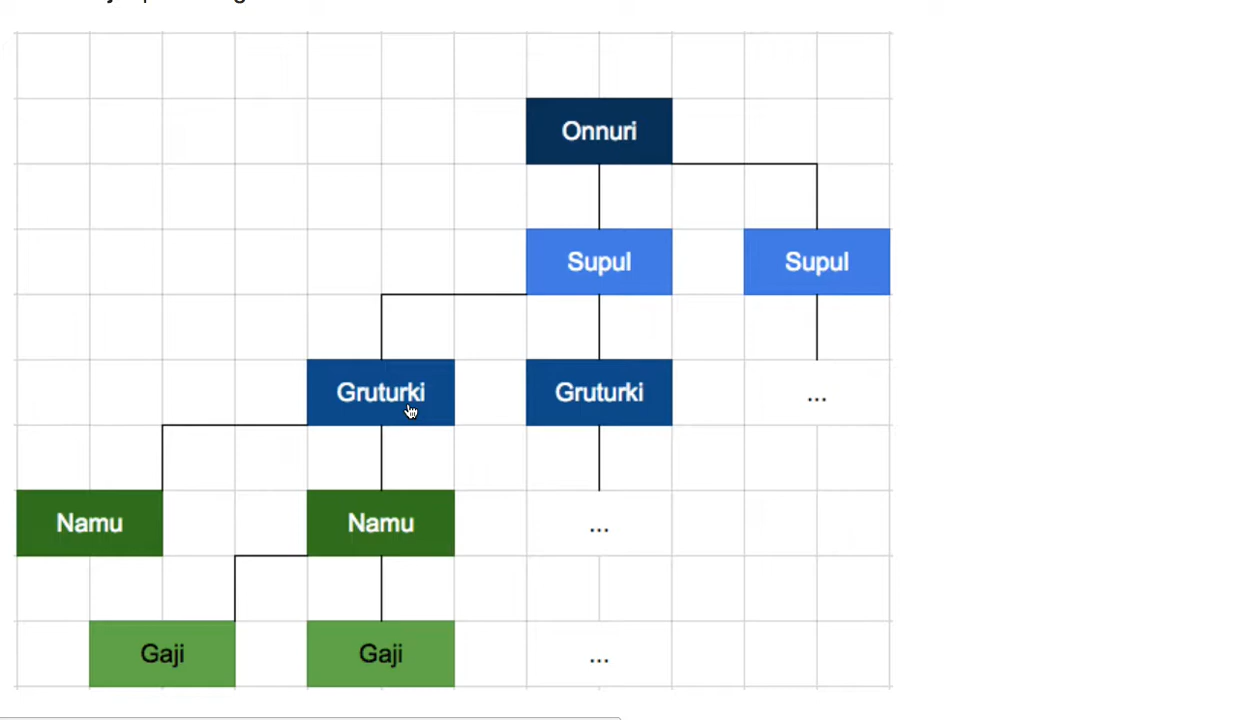 Onnuri
Supul Supul
Gruturki Gruturki ...
Namu Namu ...
Gaji Gaji ...